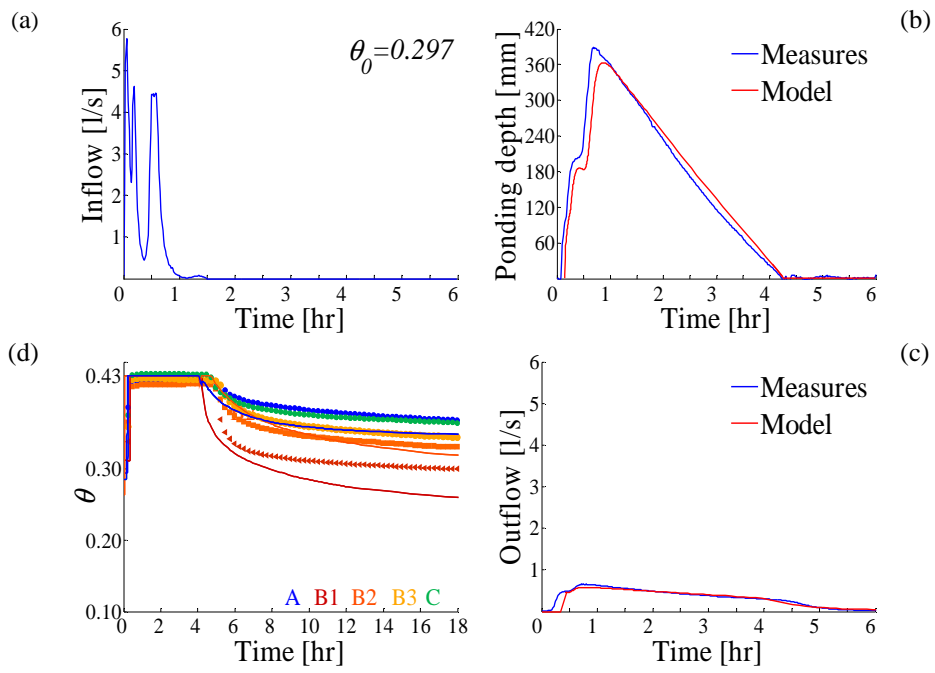 (a)
6
5
4
3
2
1
Inflow [l/s]
θ0=0.297
0 1 2 3 4 5 6
Time [hr]
(b)
420
360
300
240
180
120
60
Ponding depth [mm]
Measures
Model
0 1 2 3 4 5 6
Time [hr]
(d)
0.43
0.30
0.20
0.10
θ
A B1 B2 B3 C
0 2 4 6 8 10 12 14 16 18
Time [hr]
(c)
6
5
4
3
2
1
Outflow [l/s]
Measures
Model
0 1 2 3 4 5 6
Time [hr]